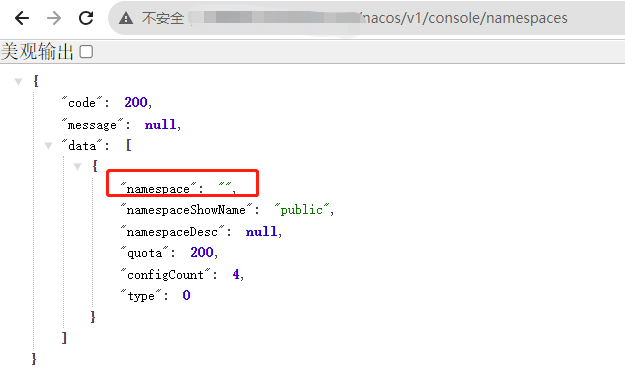 不安全 /nacos/v1/console/namespaces
美观输出
{
"code": 200,
"message": null,
"data": [
{
"namespace": "",
"namespaceShowName": "public",
"namespaceDesc": null,
"quota": 200,
"configCount": 4,
"type": 0
}
]
}